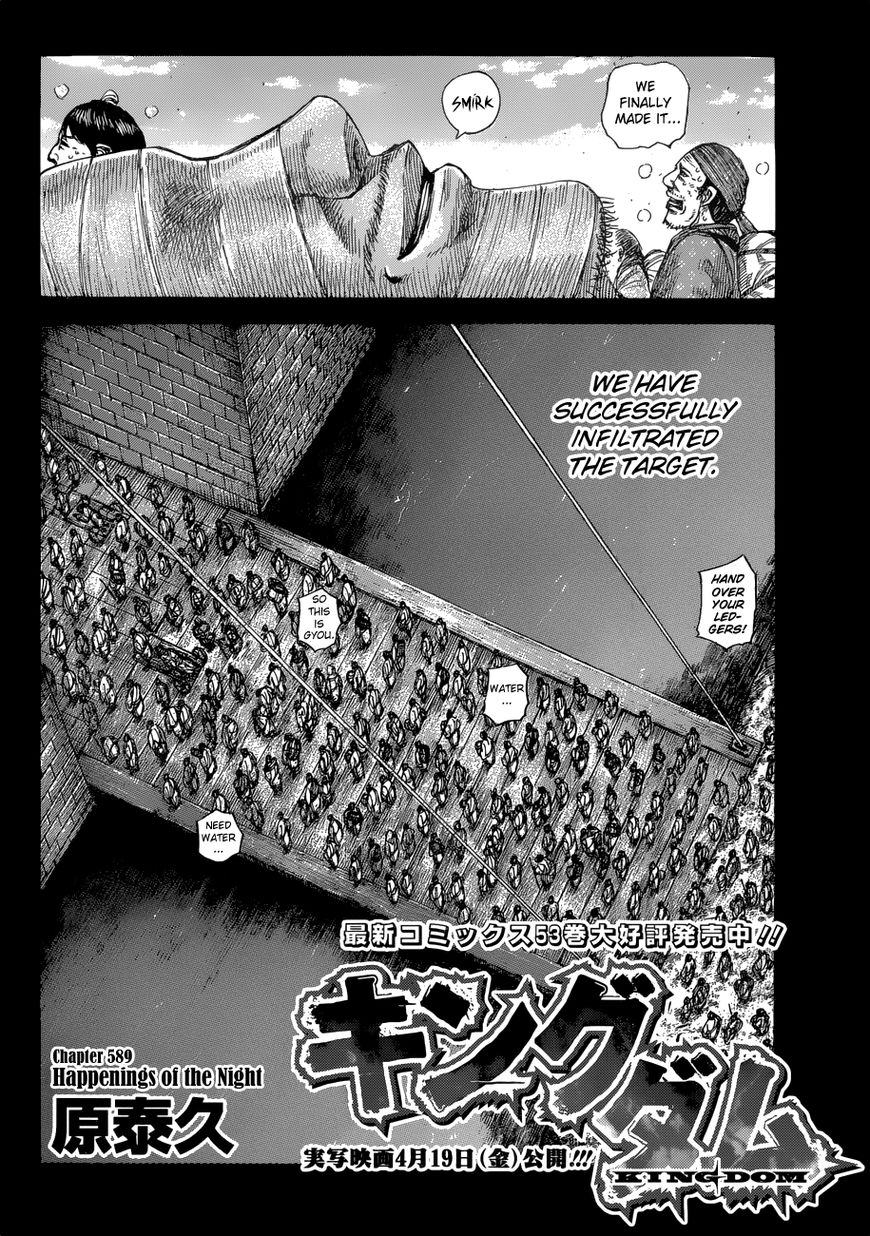 SMIRK
WE
FINALLY
MADE IT...
WE HAVE
SUCCESSFULLY
INFILTRATED
THE TARGET.
HAND
OVER
YOUR
LED-
GERS!
SO
THIS
IS
GYOU.
WATER
...
NEED
WATER
...
最新コミックス53巻大好評発売中!!
キングダム
KINGDOM
Chapter 589
Happenings of the Night
原泰久
実写映画4月19日(金)公開!!!